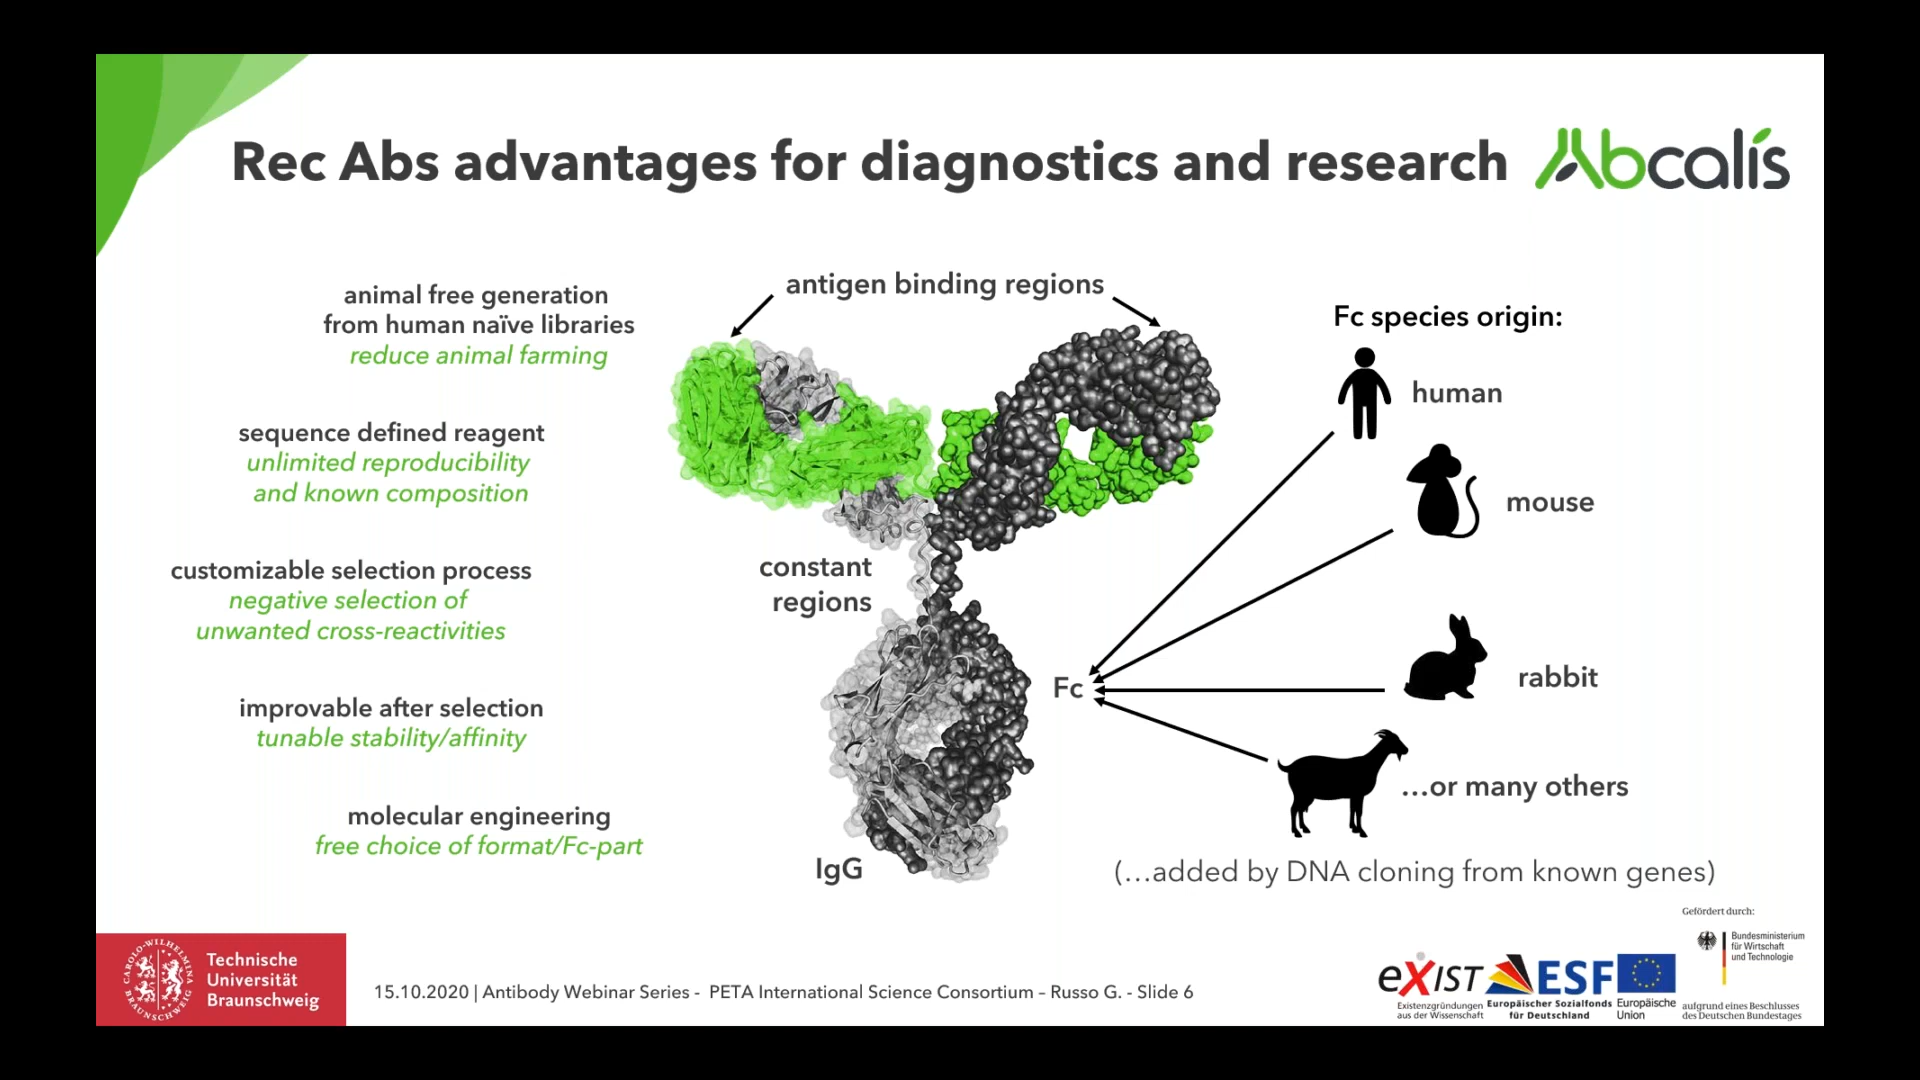 Rec Abs advantages for diagnostics and research
Abcalis
animal free generation
from human naïve libraries
reduce animal farming
sequence defined reagent
unlimited reproducibility
and known composition
customizable selection process
negative selection of
unwanted cross-reactivities
improvable after selection
tunable stability/affinity
molecular engineering
free choice of format/Fc-part
antigen binding regions
constant
regions
Fc
IgG
Fc species origin:
human
mouse
rabbit
...or many others
(...added by DNA cloning from known genes)
CAROLO-WILHELMINA
BRAUNSCHWEIG
Technische
Universität
Braunschweig
15.10.2020 | Antibody Webinar Series - PETA International Science Consortium – Russo G. - Slide 6
eXIST
Existenzgründungen
aus der Wissenschaft
ESF
Europäischer Sozialfonds
für Deutschland
Europäische
Union
Gefördert durch:
Bundesministerium
für Wirtschaft
und Technologie
aufgrund eines Beschlusses
des Deutschen Bundestages